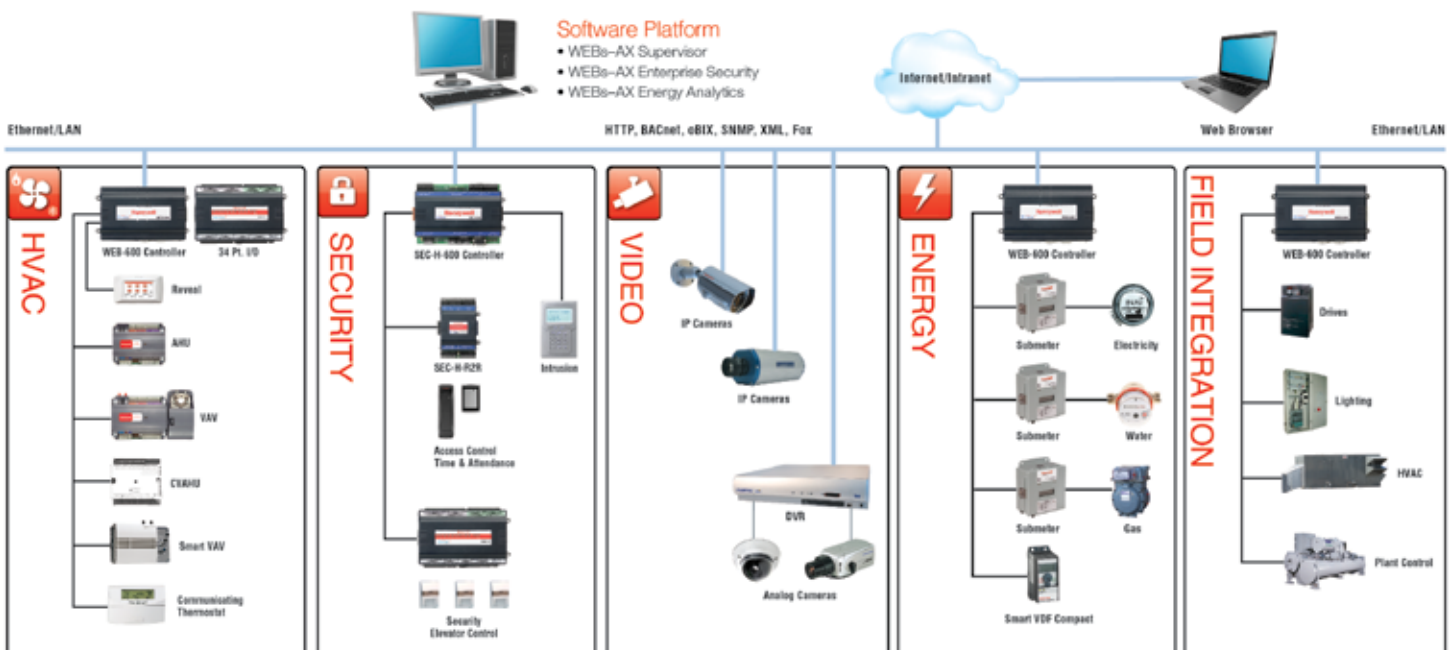 Software Platform
• WEBs–AX Supervisor
• WEBs–AX Enterprise Security
• WEBs–AX Energy Analytics
Internet/Intranet
Web Browser
Ethernet/LAN
HTTP, BACnet, oBIX, SNMP, XML, Fox
Ethernet/LAN
HVAC
Honeywell
WEB-600 Controller
34 Pt. I/O
Reveal
AHU
VAV
CVAHU
Smart VAV
Communicating
Thermostat
SECURITY
Honeywell
SEC-H-600 Controller
SEC-H-R2R
Intrusion
Access Control
Time & Attendance
Security
Elevator Control
VIDEO
IP Cameras
IP Cameras
DVR
Analog Cameras
ENERGY
Honeywell
WEB-600 Controller
Submeter
Electricity
Submeter
Water
Submeter
Gas
Smart VDF Compact
FIELD INTEGRATION
Honeywell
WEB-600 Controller
Drives
Lighting
HVAC
Plant Control